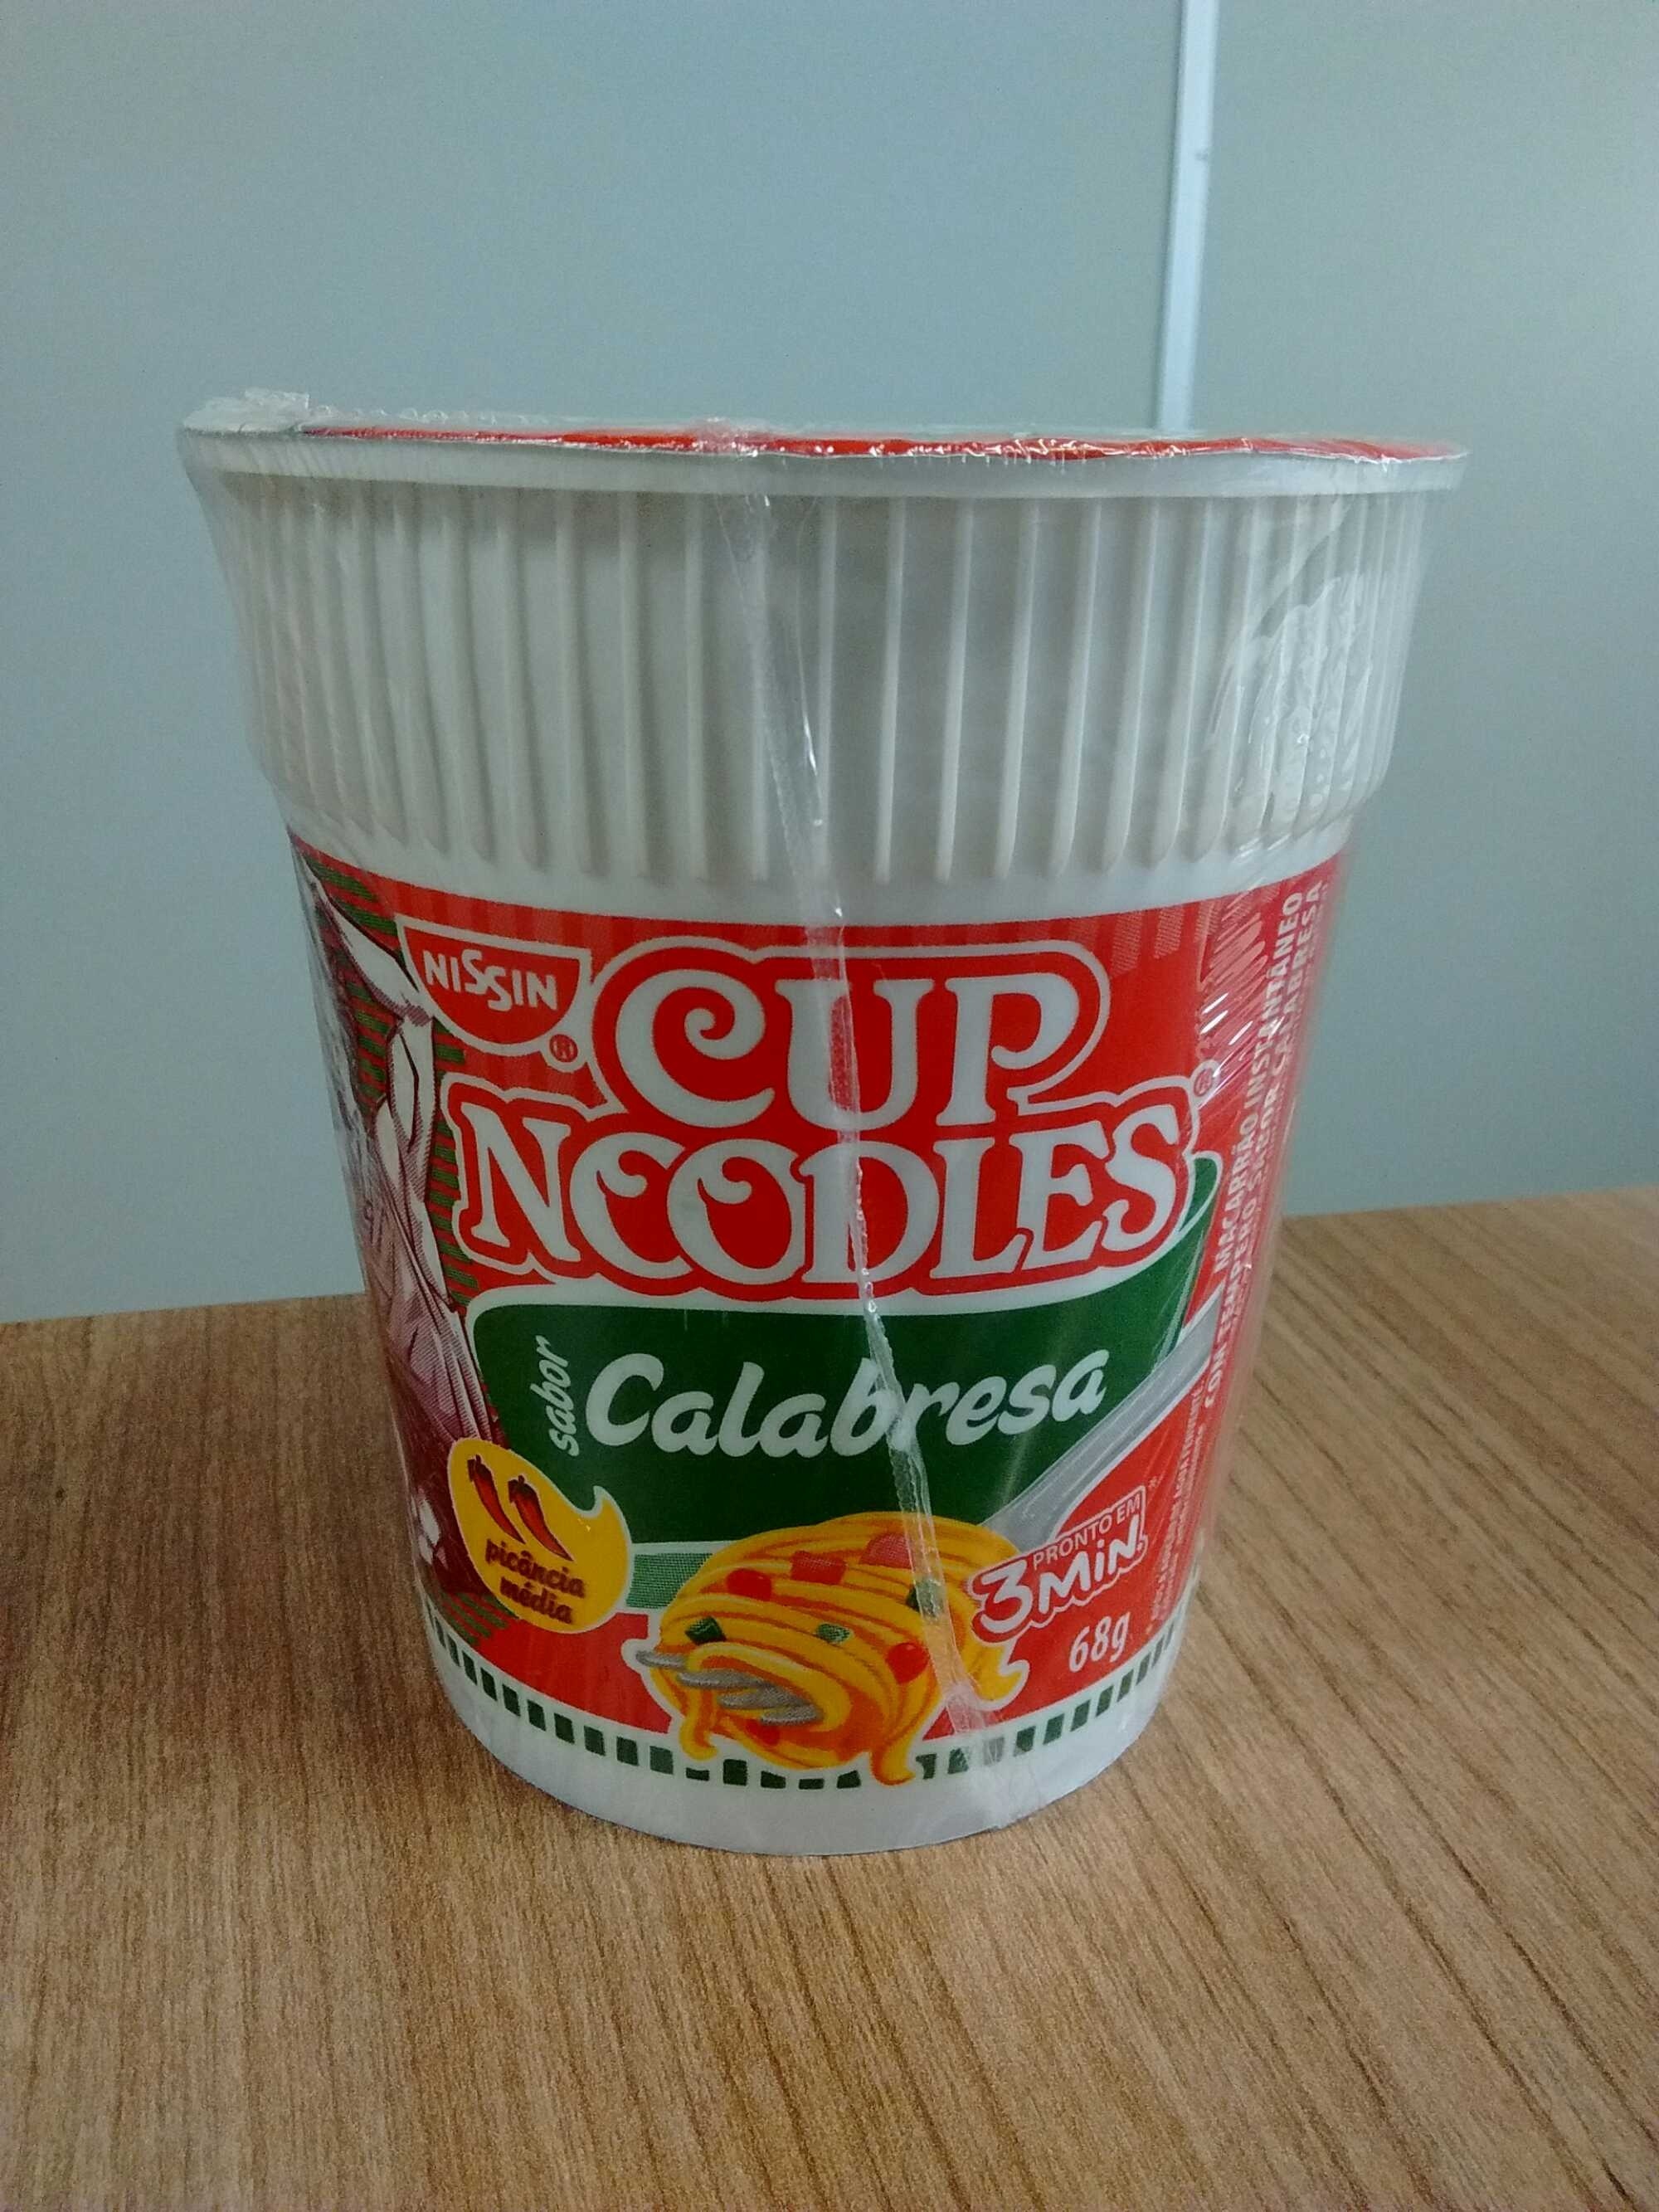 NISSIN
®
CUP
NOODLES®
sabor
Calabresa
picância
média
PRONTO EM
3 MiN.
68g
MACARRÃO INSTANTÂNEO
COM TEMPERO SABOR CALABRESA